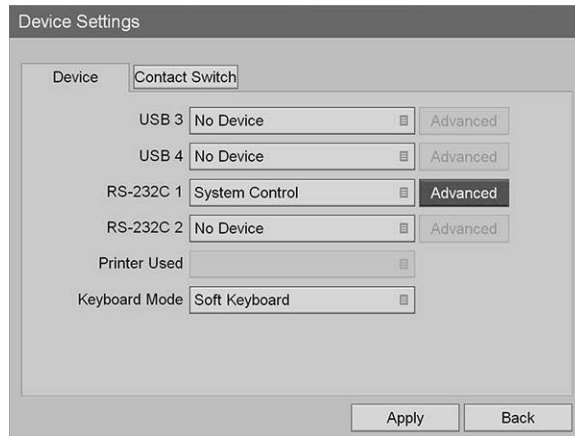 Device Settings
Device Contact Switch
USB 3 No Device Advanced
USB 4 No Device Advanced
RS-232C 1 System Control Advanced
RS-232C 2 No Device Advanced
Printer Used
Keyboard Mode Soft Keyboard
Apply Back